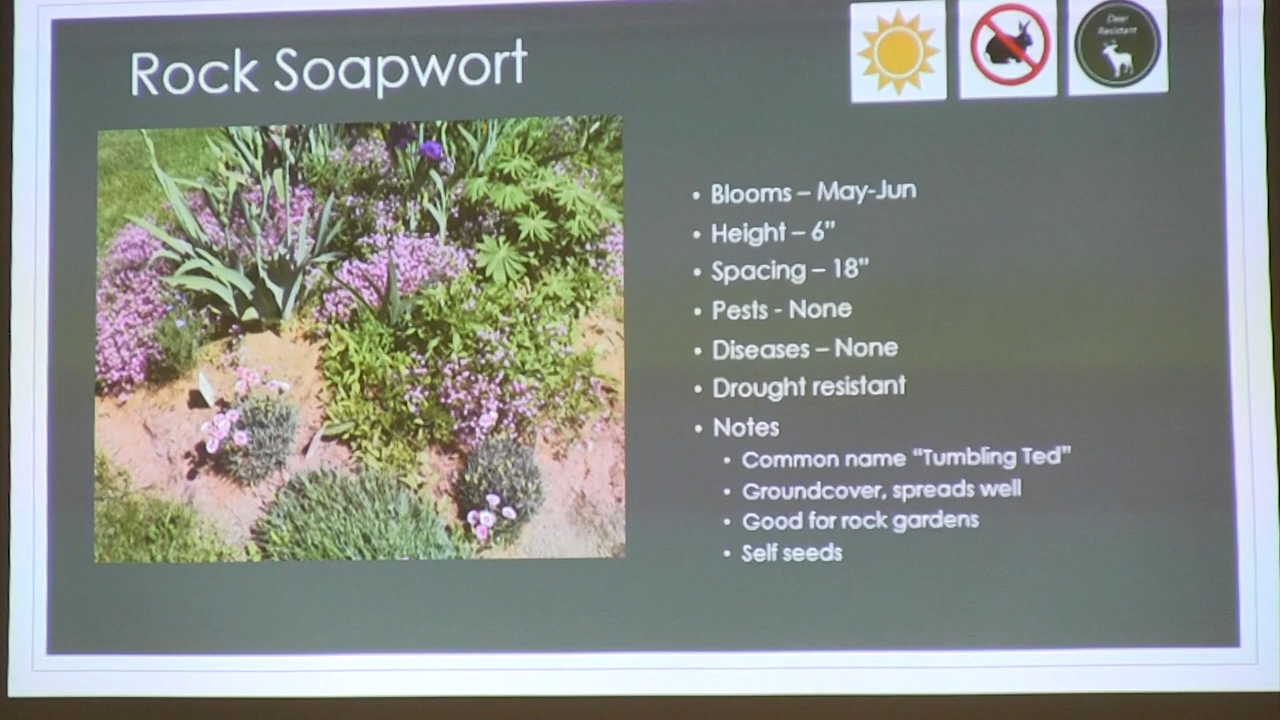 Rock Soapwort
Deer
Resistant
• Blooms – May-Jun
• Height – 6"
• Spacing – 18"
• Pests - None
• Diseases – None
• Drought resistant
• Notes
• Common name “Tumbling Ted”
• Groundcover, spreads well
• Good for rock gardens
• Self seeds